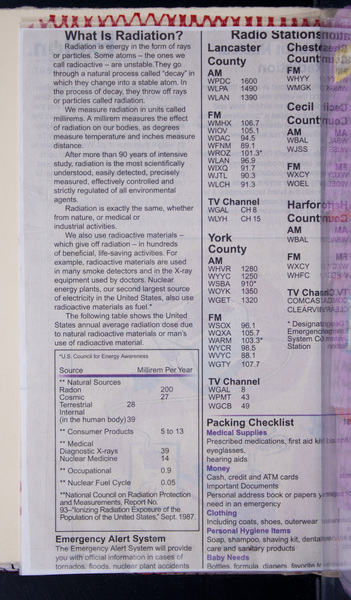 What Is Radiation?
Radiation is energy in the form of rays
or particles. Some atoms – the ones we
call radioactive – are unstable. They go
through a natural process called "decay" in
which they change into a stable atom. In
the process of decay, they throw off rays
or particles called radiation.
We measure radiation in units called
millirems. A millirem measures the effect
of radiation on our bodies, as degrees
measure temperature and inches measure
distance.
After more than 90 years of intensive
study, radiation is the most scientifically
understood, easily detected, precisely
measured, effectively controlled and
strictly regulated of all environmental
agents.
Radiation is exactly the same, whether
from nature, or medical or
industrial activities.
We also use radioactive materials –
which give off radiation – in hundreds
of beneficial, life-saving activities. For
example, radioactive materials are used
in many smoke detectors and in the X-ray
equipment used by doctors. Nuclear
energy plants, our second largest source
of electricity in the United States, also use
radioactive materials as fuel.*
The following table shows the United
States annual average radiation dose due
to natural radioactive materials or man's
use of radioactive material.
*U.S. Council for Energy Awareness
Source Millirem Per Year
** Natural Sources
Radon 200
Cosmic 27
Terrestrial 28
Internal
(in the human body) 39
** Consumer Products 5 to 13
** Medical
Diagnostic X-rays 39
Nuclear Medicine 14
** Occupational 0.9
** Nuclear Fuel Cycle 0.05
**National Council on Radiation Protection
and Measurements, Report No.
93–"Ionizing Radiation Exposure of the
Population of the United States," Sept. 1987.
Emergency Alert System
The Emergency Alert System will provide
you with official information in cases of
tornados, floods, nuclear plant accidents
Radio Stations
Lancaster
County
AM
WPDC 1600
WLPA 1490
WLAN 1390
FM
WMHX 106.7
WIOV 105.1
WDAC 94.5
WFNM 89.1
WROZ 101.3*
WLAN 96.9
WIXQ 91.7
WJTL 90.3
WLCH 91.3
TV Channel
WGAL CH 8
WLYH CH 15
York
County
AM
WHVR 1280
WYYC 1250
WSBA 910*
WOYK 1350
WGET 1320
FM
WSOX 96.1
WQXA 105.7
WARM 103.3*
WYCR 98.5
WVYC 88.1
WGTY 107.7
TV Channel
WGAL 8
WPMT 43
WGCB 49
FM
WHYY
WMGK
Cecil
AM
WBAL
WJSS
FM
WXCY
WOEL
AM
WBAL
FM
WXCY
WHFC
* Designating
Station
Packing Checklist
Medical Supplies
Prescribed medications, first aid
eyeglasses,
hearing aids
Money
Cash, credit and ATM cards
Important Documents
Personal address book or papers
need in an emergency
Clothing
Including coats, shoes, outerwear
Personal Hygiene Items
Soap, shampoo, shaving kit,
care and sanitary products
Baby Needs
Bottles, formula, diapers,